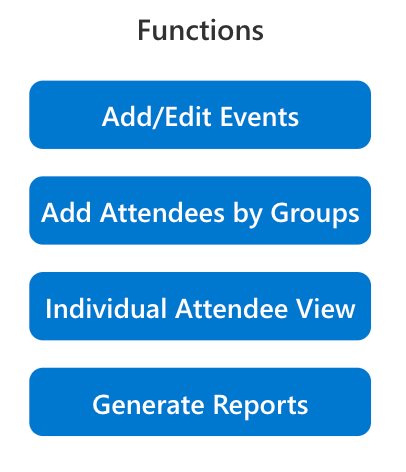 Functions
Add/Edit Events
Add Attendees by Groups
Individual Attendee View
Generate Reports